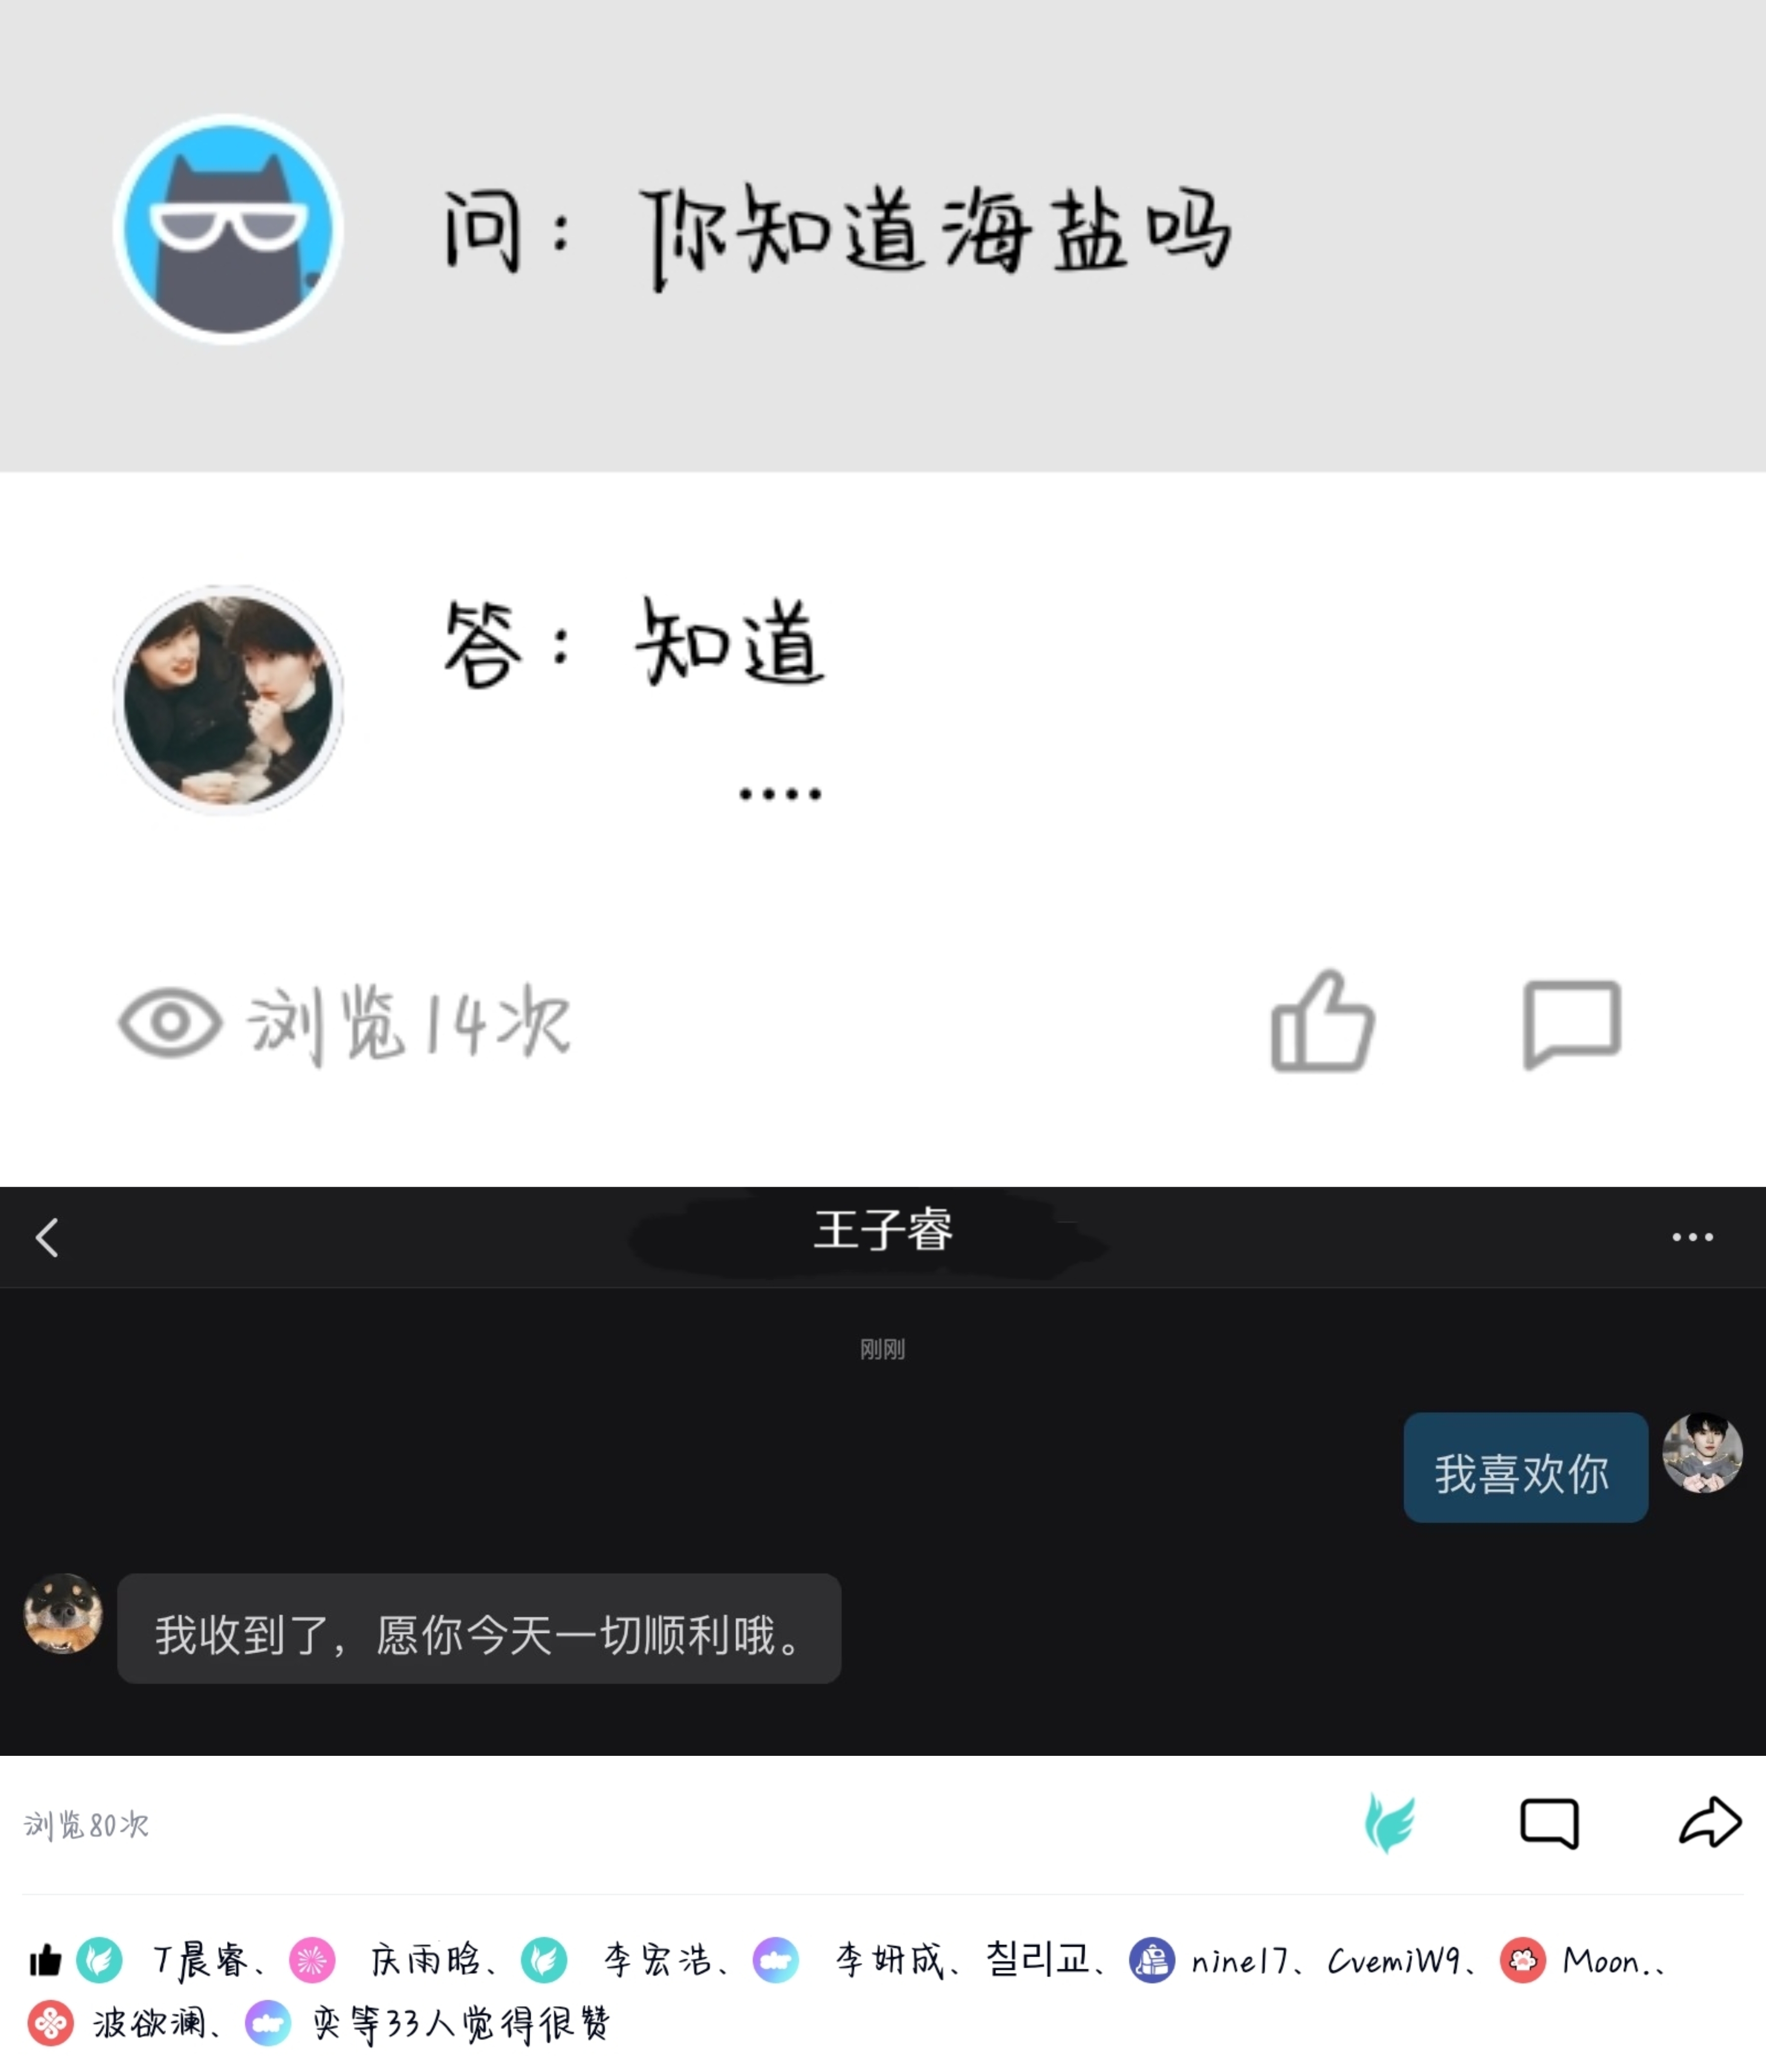 问：你知道海盐吗
答：知道
....
浏览14次
王子睿
刚刚
我喜欢你
我收到了，愿你今天一切顺利哦。
浏览80次
T晨睿、庆雨晗、李宏浩、李妍成、칠리교、nine17、CvemiW9、Moon.、
波欲澜、奕等33人觉得很赞